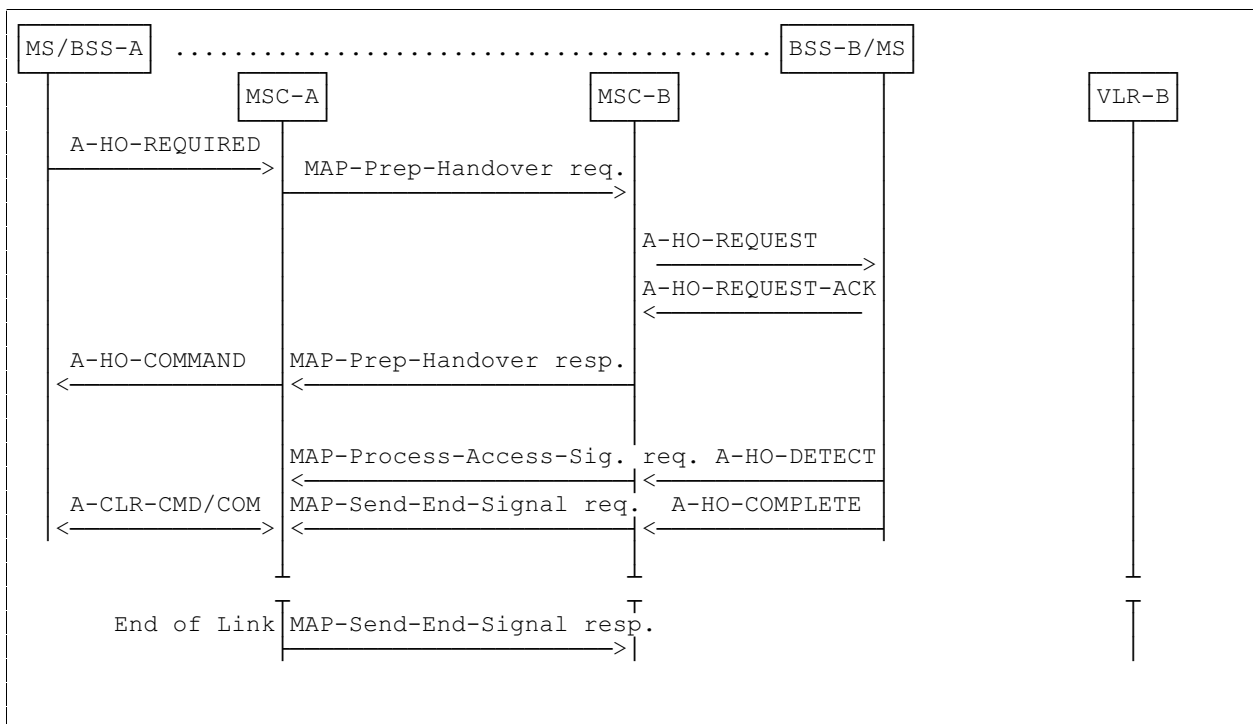 MS/BSS-A ......................................... BSS-B/MS
MSC-A MSC-B VLR-B
A-HO-REQUIRED
MAP-Prep-Handover req.
A-HO-REQUEST
A-HO-REQUEST-ACK
A-HO-COMMAND MAP-Prep-Handover resp.
MAP-Process-Access-Sig. req. A-HO-DETECT
A-CLR-CMD/COM MAP-Send-End-Signal req. A-HO-COMPLETE
End of Link MAP-Send-End-Signal resp.